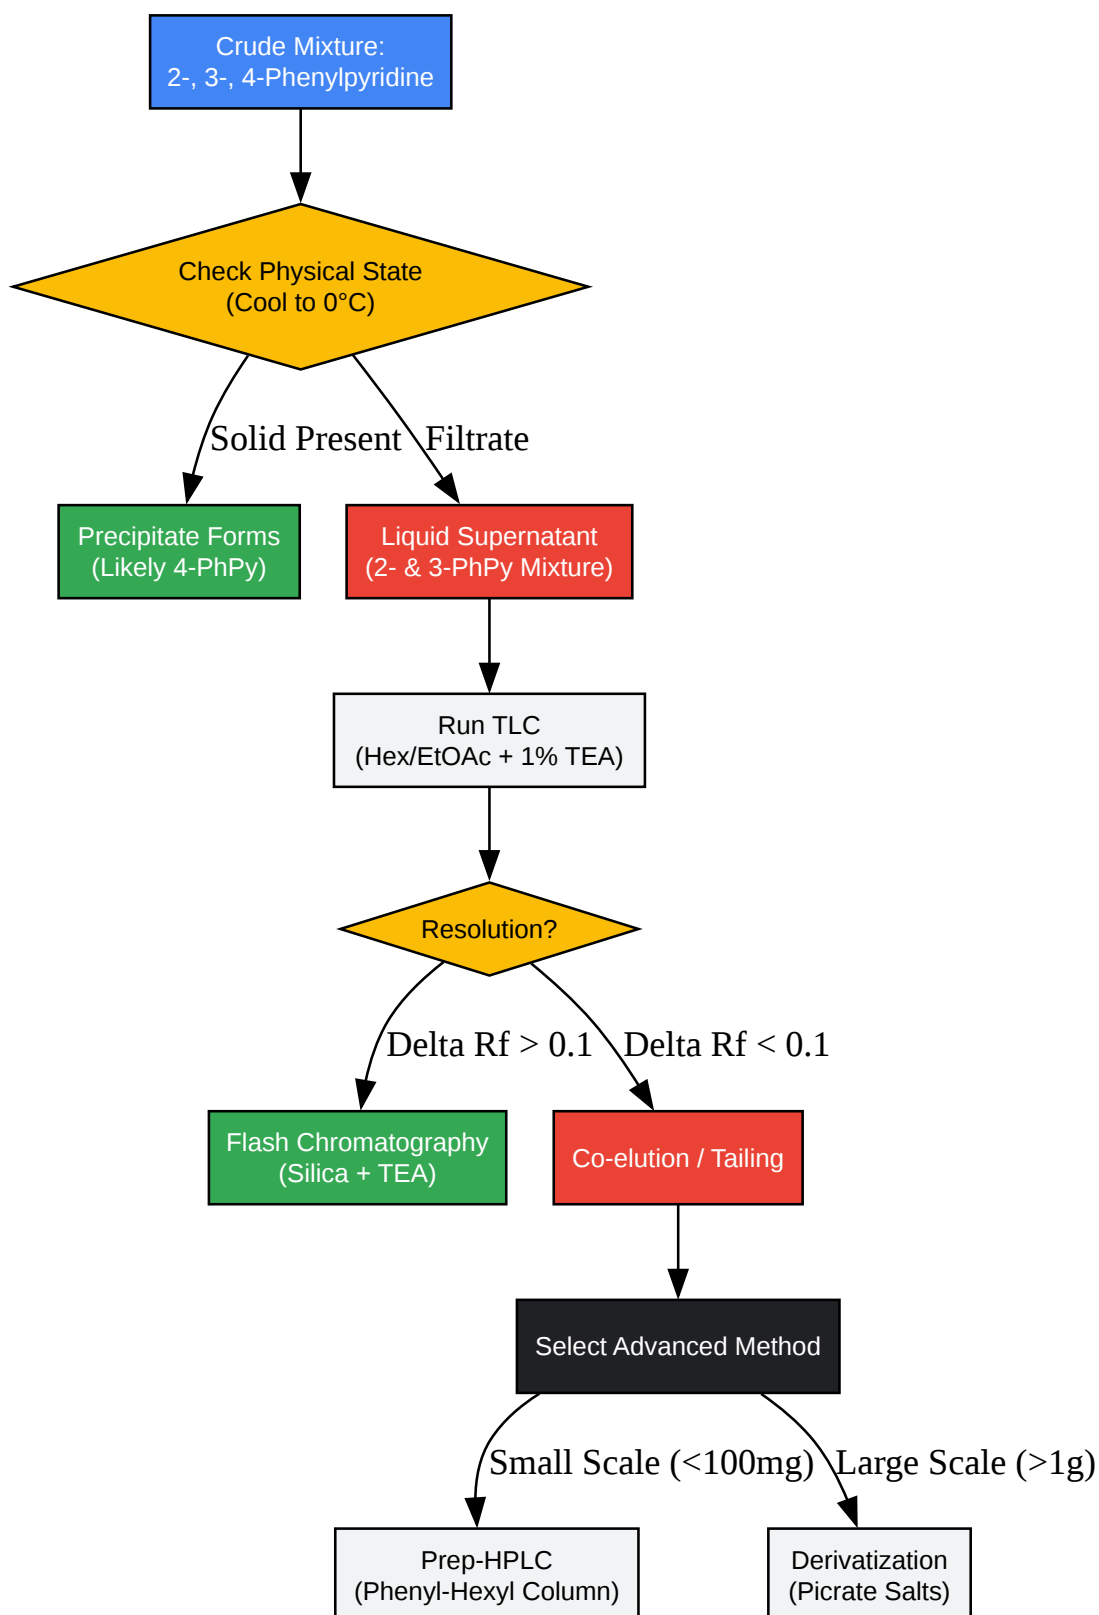 Crude Mixture:
2-, 3-, 4-Phenylpyridine
Check Physical State
(Cool to 0°C)
Solid Present
Filtrate
Precipitate Forms
(Likely 4-PhPy)
Liquid Supernatant
(2- & 3-PhPy Mixture)
Run TLC
(Hex/EtOAc + 1% TEA)
Resolution?
Delta Rf > 0.1
Delta Rf < 0.1
Flash Chromatography
(Silica + TEA)
Co-elution / Tailing
Select Advanced Method
Small Scale (<100mg)
Large Scale (>1g)
Prep-HPLC
(Phenyl-Hexyl Column)
Derivatization
(Picrate Salts)